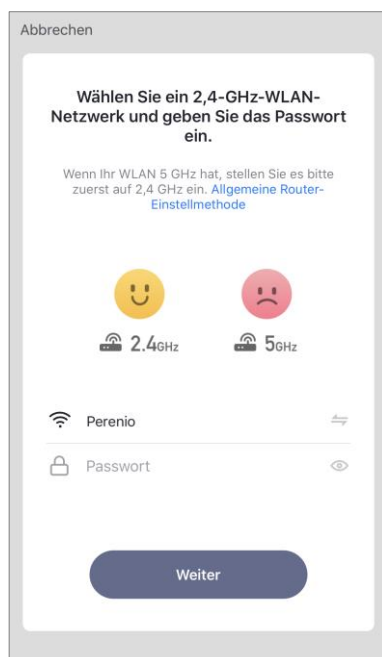 Abbrechen
Wählen Sie ein 2,4-GHz-WLAN-
Netzwerk und geben Sie das Passwort
ein.
Wenn Ihr WLAN 5 GHz hat, stellen Sie es bitte
zuerst auf 2,4 GHz ein. Allgemeine Router-
Einstellmethode
2.4GHz 5GHz
Perenio
Passwort
Weiter